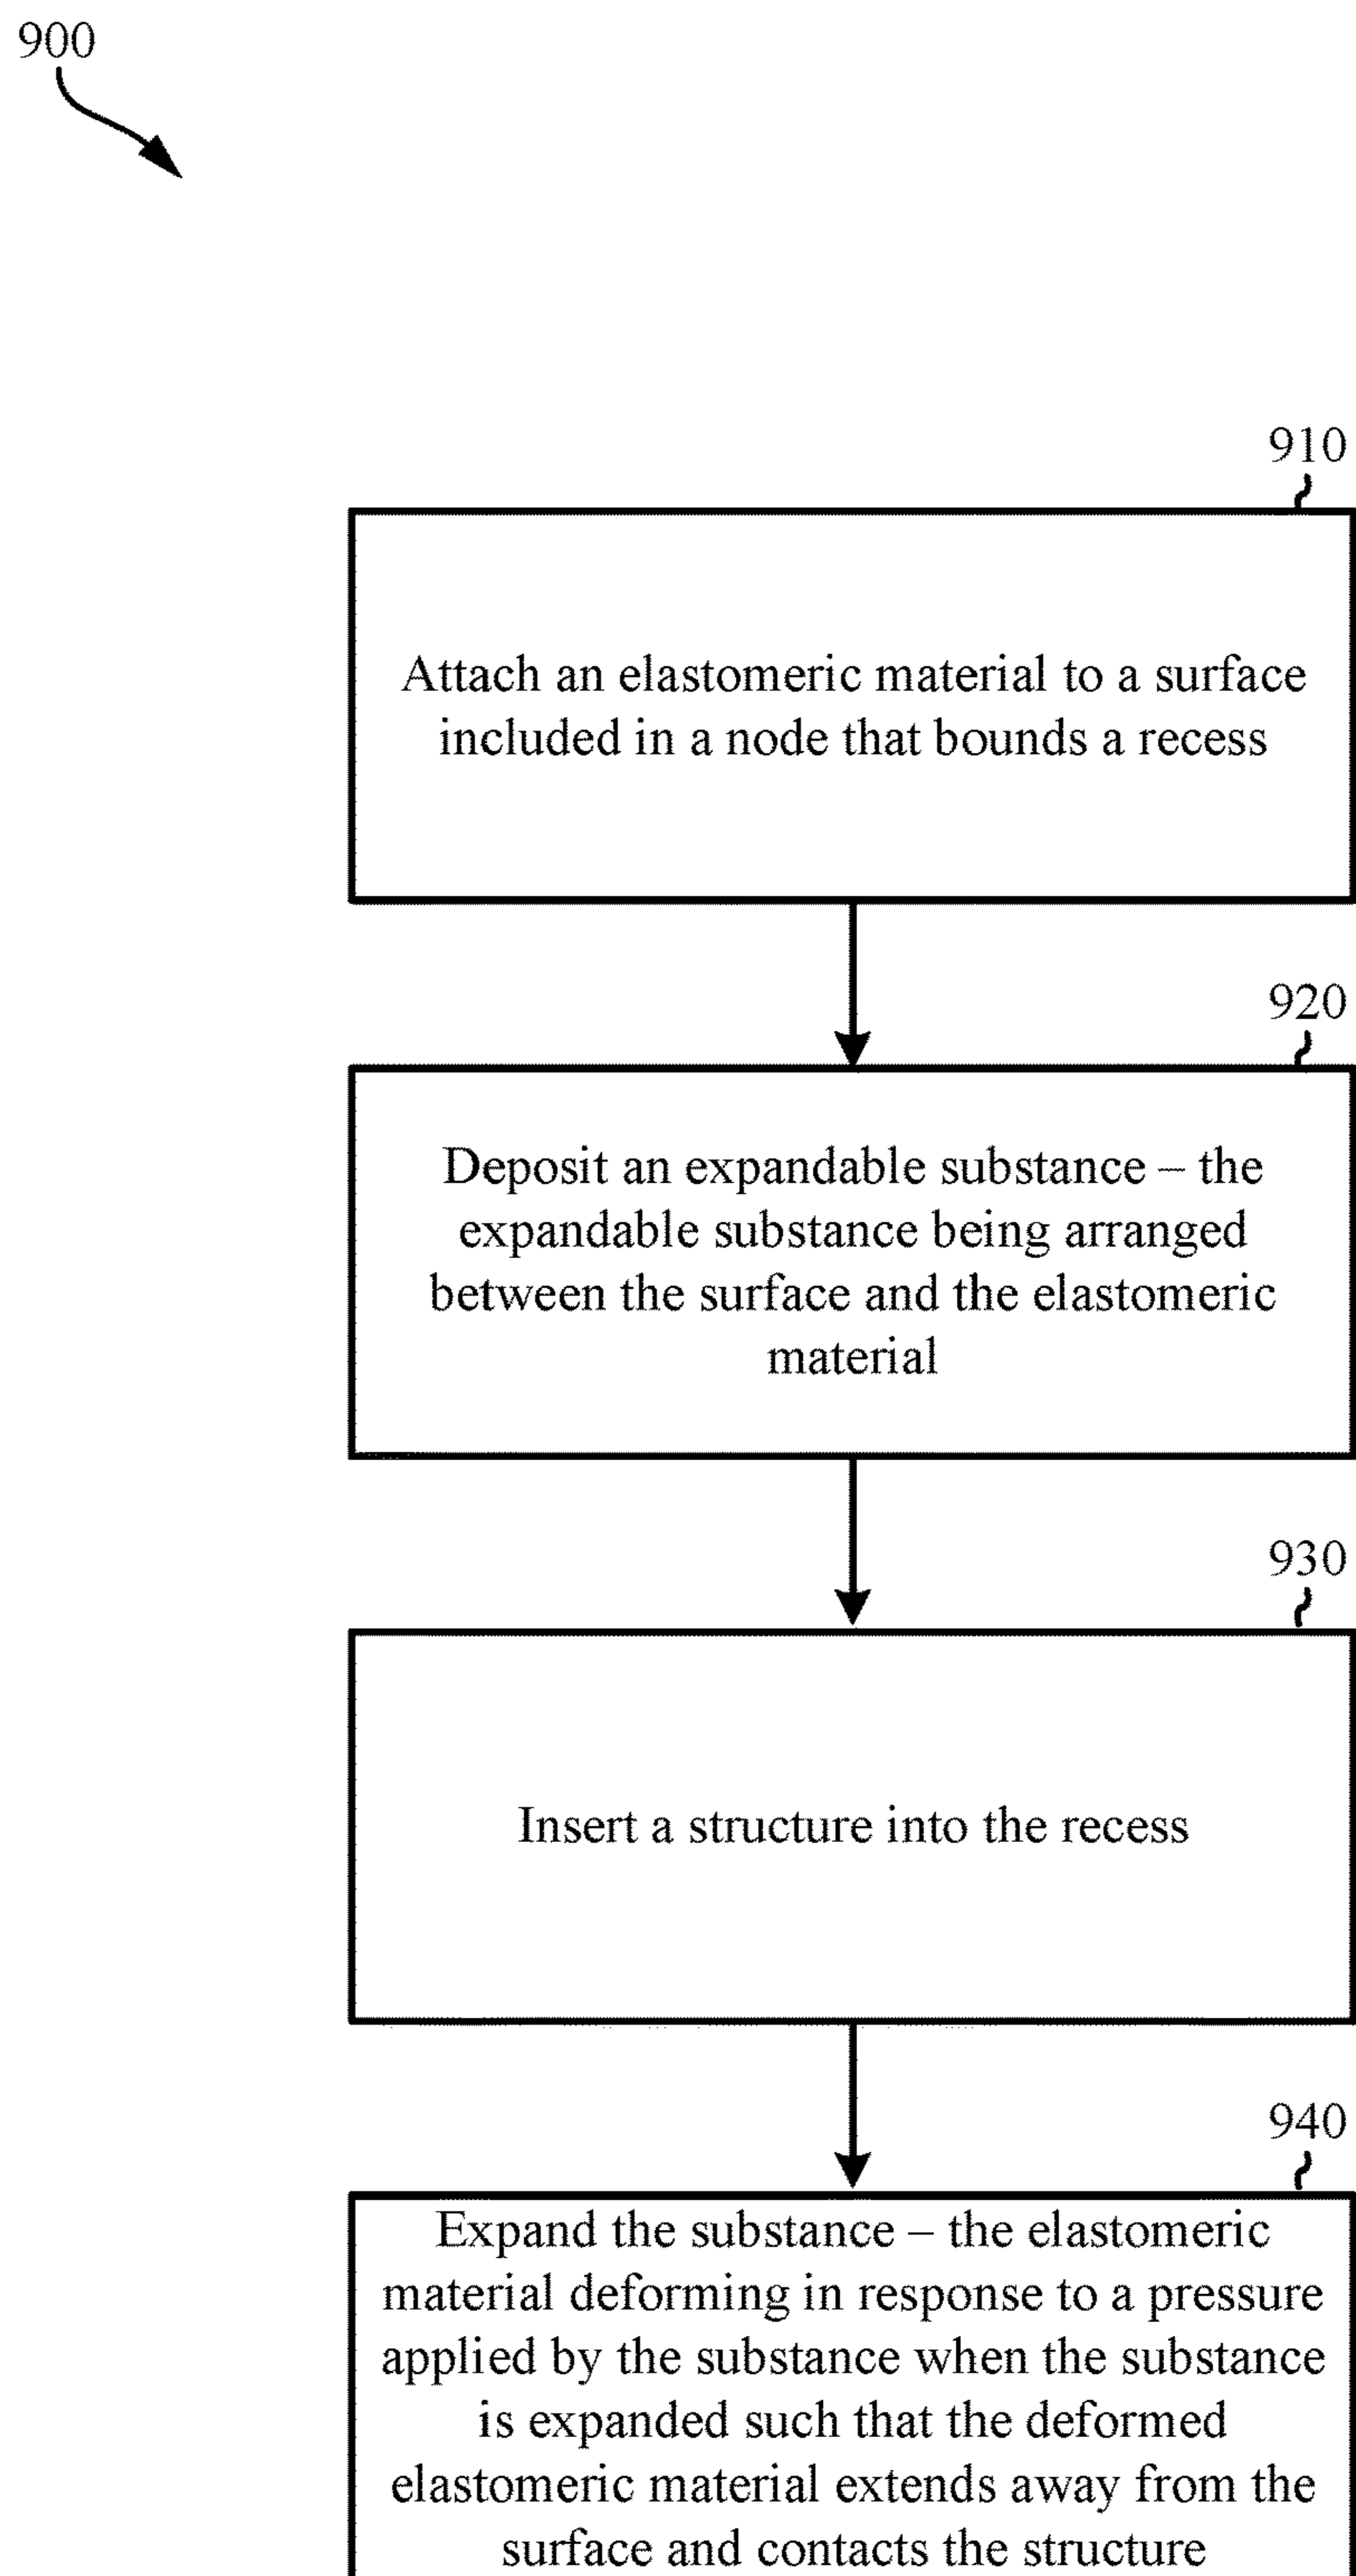 900
910
Attach an elastomeric material to a surface
included in a node that bounds a recess
920
Deposit an expandable substance – the
expandable substance being arranged
between the surface and the elastomeric
material
930
Insert a structure into the recess
940
Expand the substance – the elastomeric
material deforming in response to a pressure
applied by the substance when the substance
is expanded such that the deformed
elastomeric material extends away from the
surface and contacts the structure